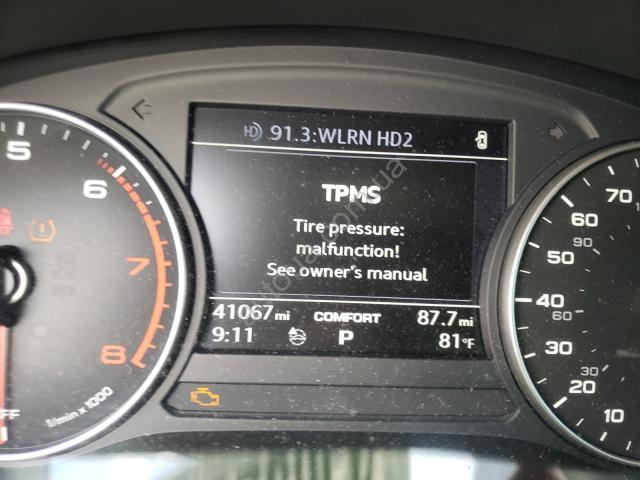 91.3:WLRN HD2
TPMS
Tire pressure:
malfunction!
See owner's manual
41067 mi COMFORT 87.7 mi
9:11 P 81°F
5
6
7
8
1/min x 1000
FF
70
60
90
50
40
60
30
30
20
10